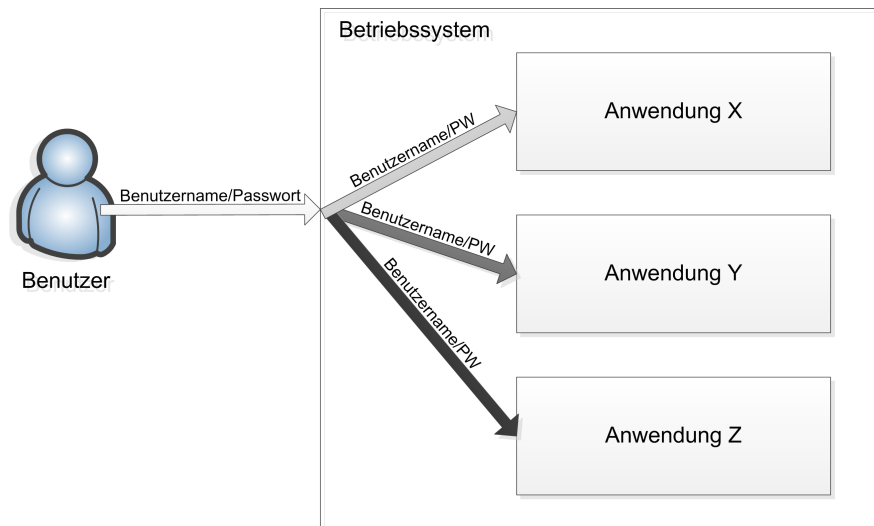 Betriebssystem
Anwendung X
Benutzername/PW
Benutzername/Passwort
Benutzername/PW
Anwendung Y
Benutzer
Benutzername/PW
Anwendung Z